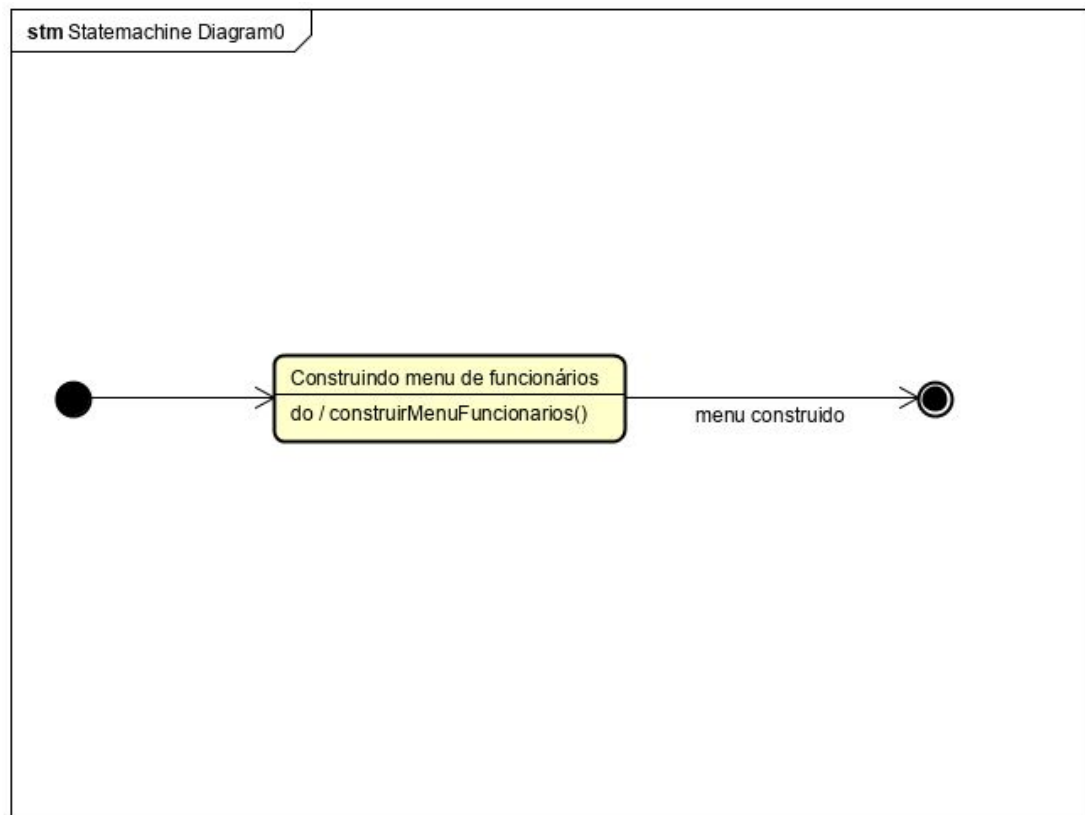 stm Statemachine Diagram0
Construindo menu de funcionários
do / construirMenuFuncionarios()
menu construido